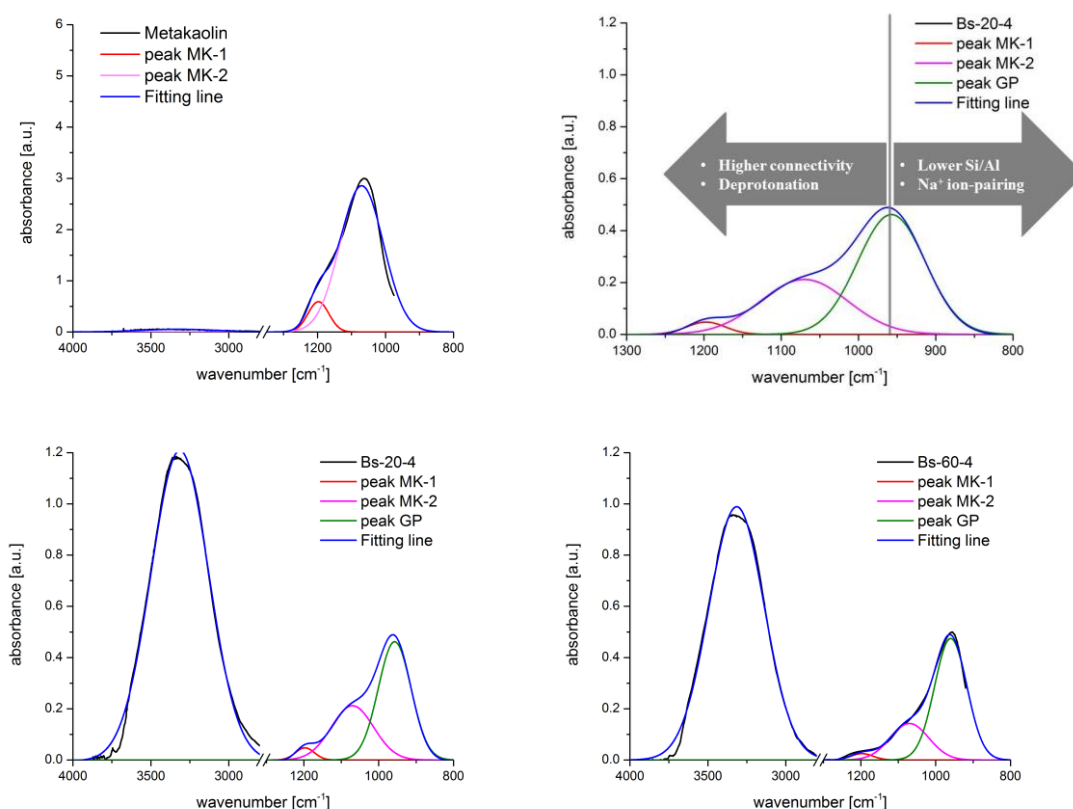 Metakaolin
peak MK-1
peak MK-2
Fitting line
6
5
4
3
2
1
0
absorbance [a.u.]
4000 3500 3000 1200 1000 800
wavenumber [cm-1]
Bs-20-4
peak MK-1
peak MK-2
peak GP
Fitting line
• Higher connectivity
• Deprotonation
• Lower Si/Al
• Na⁺ ion-pairing
1.2
1.0
0.8
0.6
0.4
0.2
0.0
absorbance [a.u.]
1300 1200 1100 1000 900 800
wavenumber [cm-1]
Bs-20-4
peak MK-1
peak MK-2
peak GP
Fitting line
1.2
1.0
0.8
0.6
0.4
0.2
0.0
absorbance [a.u.]
4000 3500 3000 1200 1000 800
wavenumber [cm-1]
Bs-60-4
peak MK-1
peak MK-2
peak GP
Fitting line
1.2
1.0
0.8
0.6
0.4
0.2
0.0
absorbance [a.u.]
4000 3500 3000 1200 1000 800
wavenumber [cm-1]